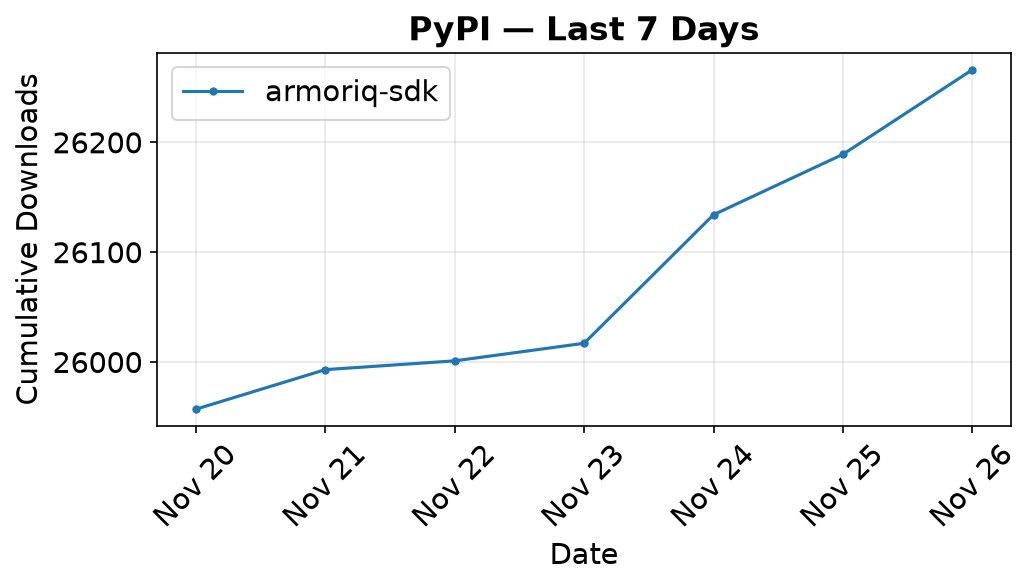 PyPI — Last 7 Days
armoriq-sdk
Cumulative Downloads
26200
26100
26000
Nov 20
Nov 21
Nov 22
Nov 23
Nov 24
Nov 25
Nov 26
Date